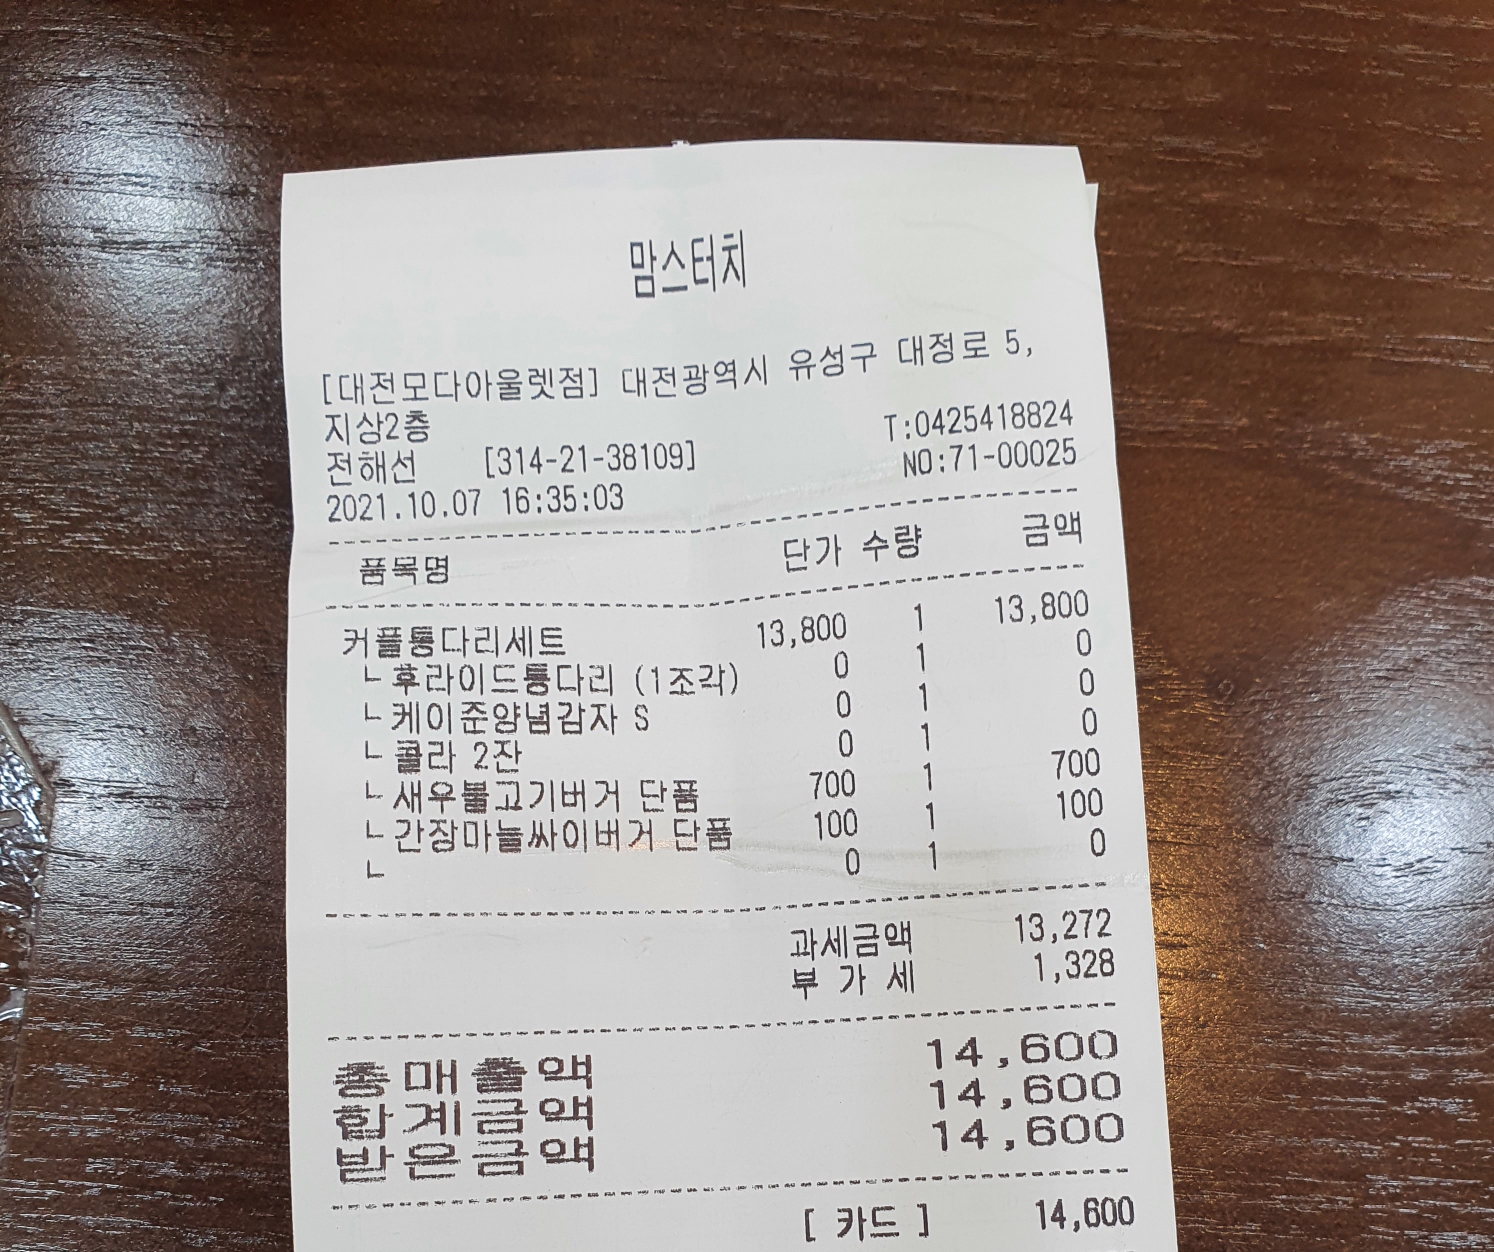 맘스터치
[대전모다아울렛점] 대전광역시 유성구 대정로 5,
지상2층 T:0425418824
전해선 [314-21-38109] NO:71-00025
2021.10.07 16:35:03
품목명 단가 수량 금액
커플통다리세트 13,800 1 13,800
ㄴ후라이드통다리 (1조각) 0 1 0
ㄴ케이준양념감자 S 0 1 0
ㄴ콜라 2잔 0 1 0
ㄴ새우불고기버거 단품 700 1 700
ㄴ간장마늘싸이버거 단품 100 1 100
ㄴ 0 1 0
과세금액 13,272
부 가 세 1,328
총매출액 14,600
합계금액 14,600
받은금액 14,600
[ 카드 ] 14,600